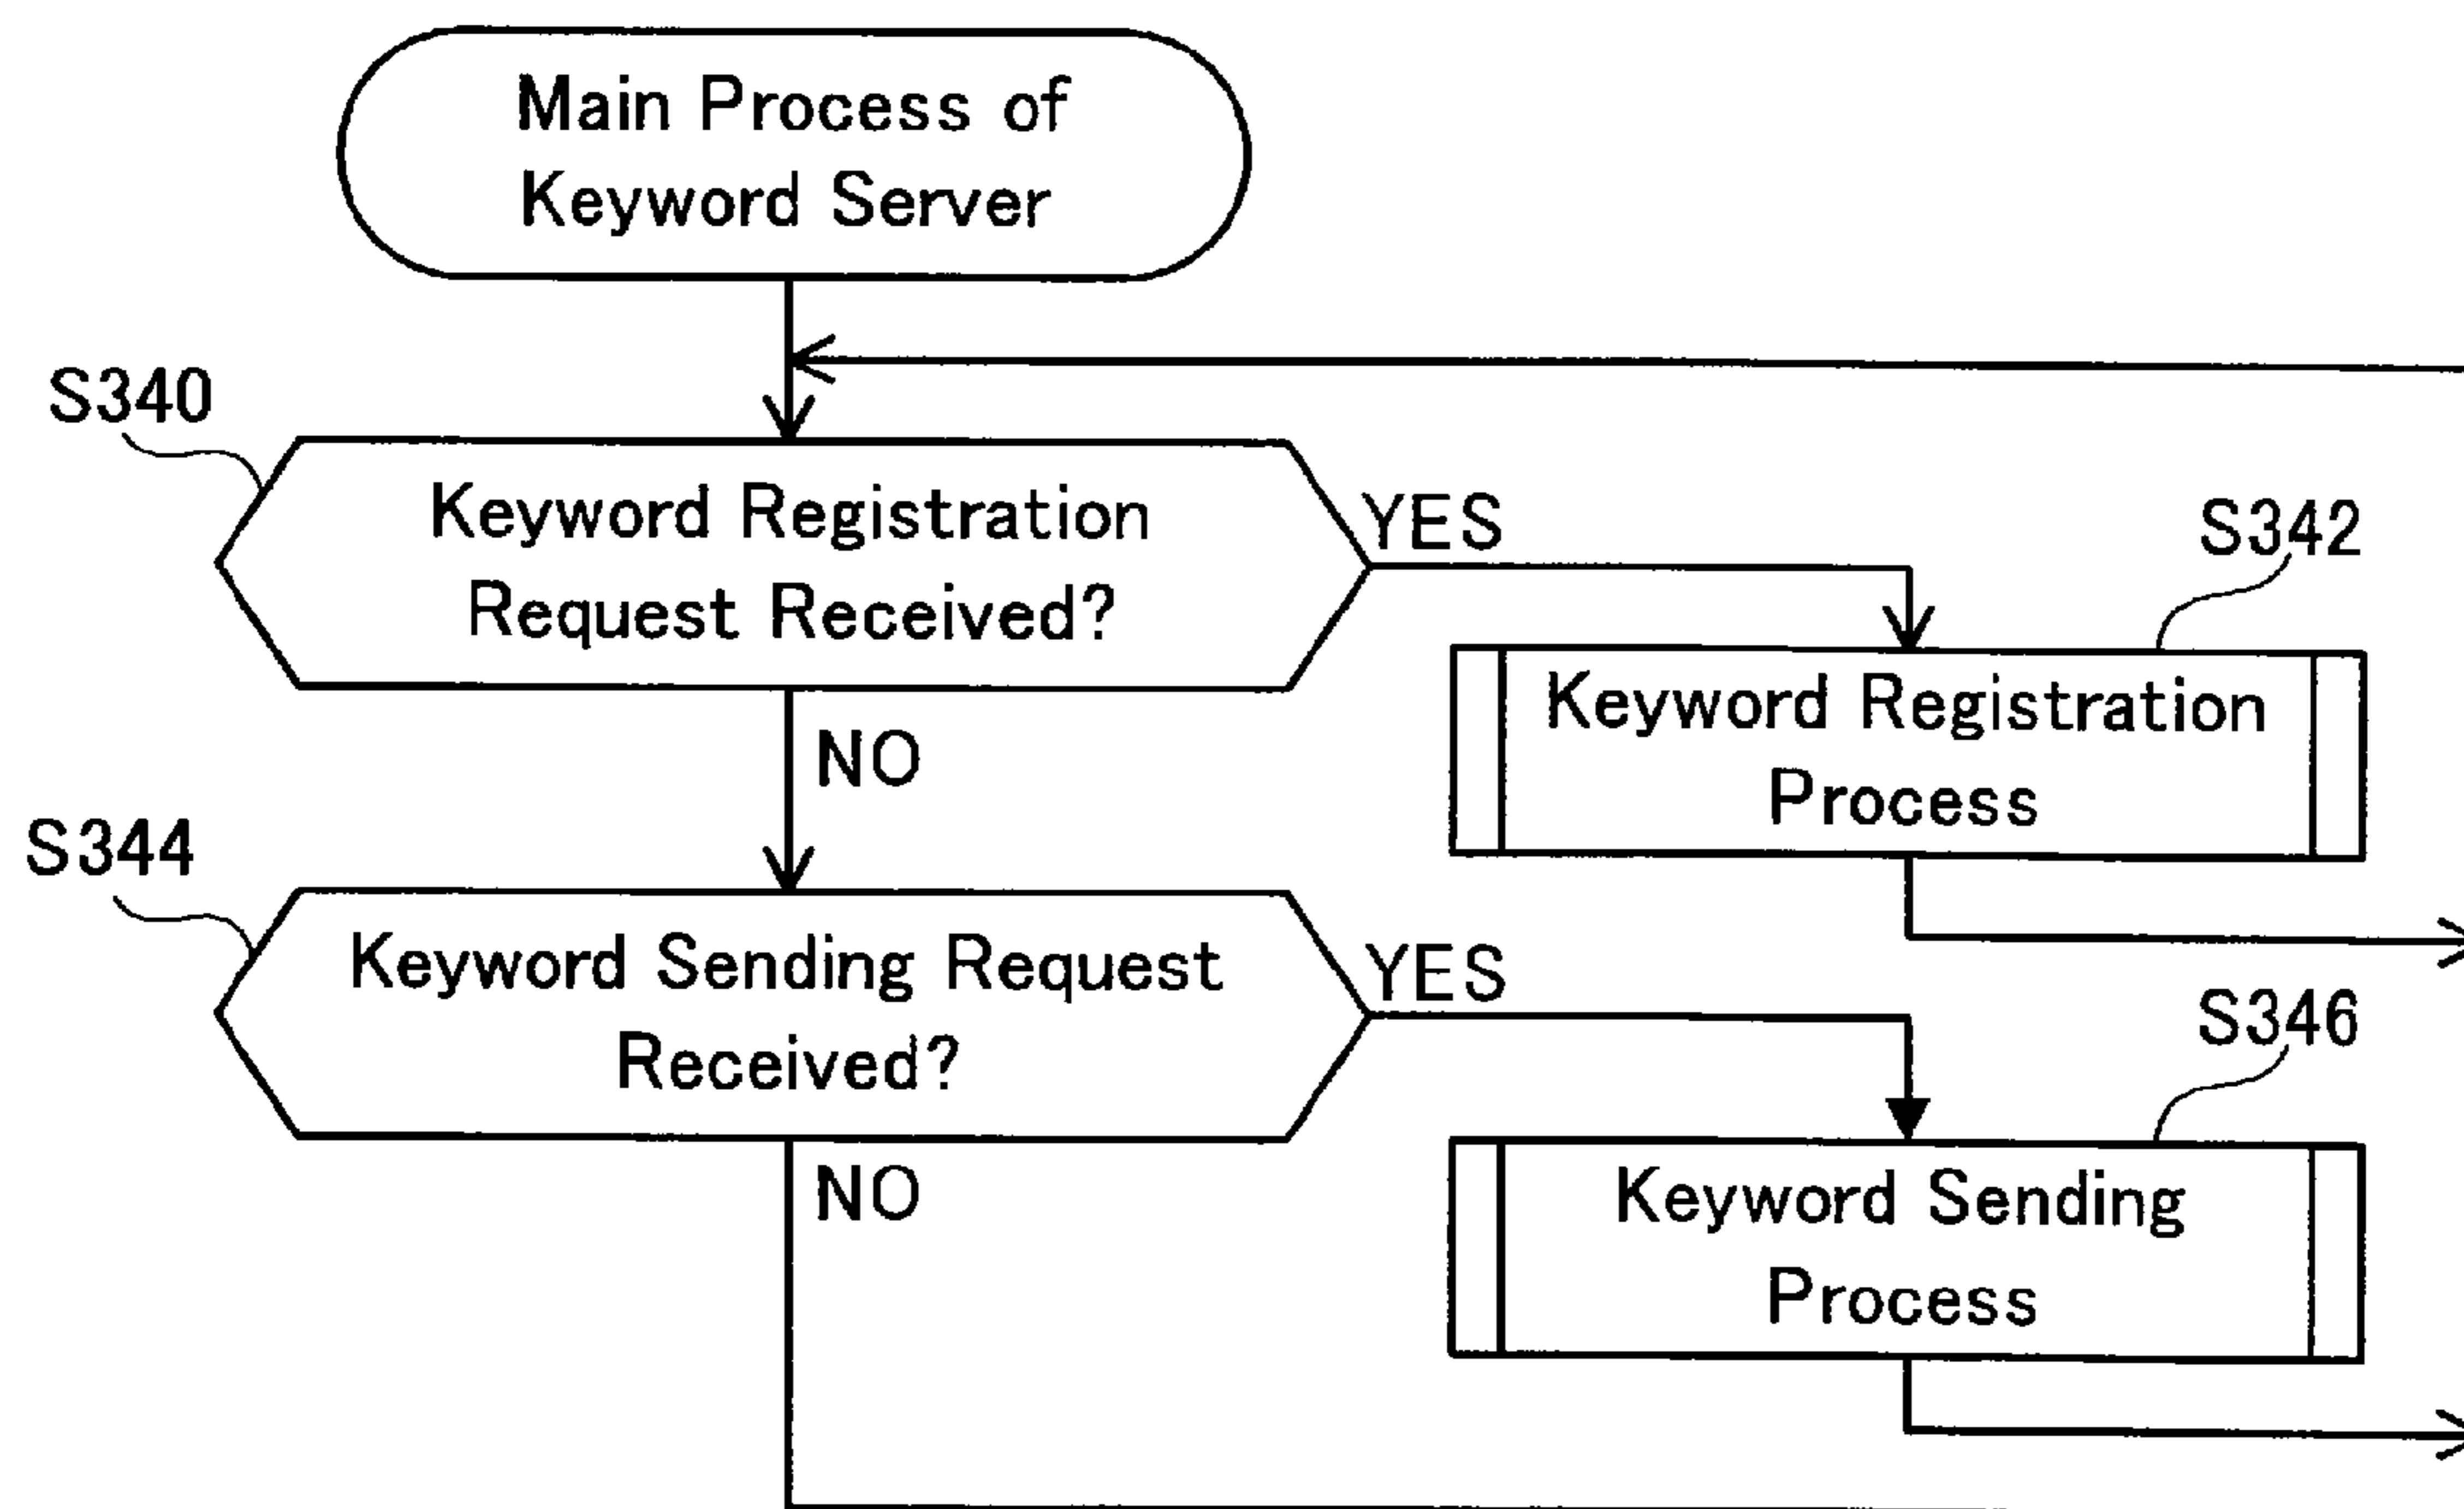 Main Process of
Keyword Server
S340
Keyword Registration
Request Received?
YES
S342
Keyword Registration
Process
NO
S344
Keyword Sending Request
Received?
YES
S346
Keyword Sending
Process
NO